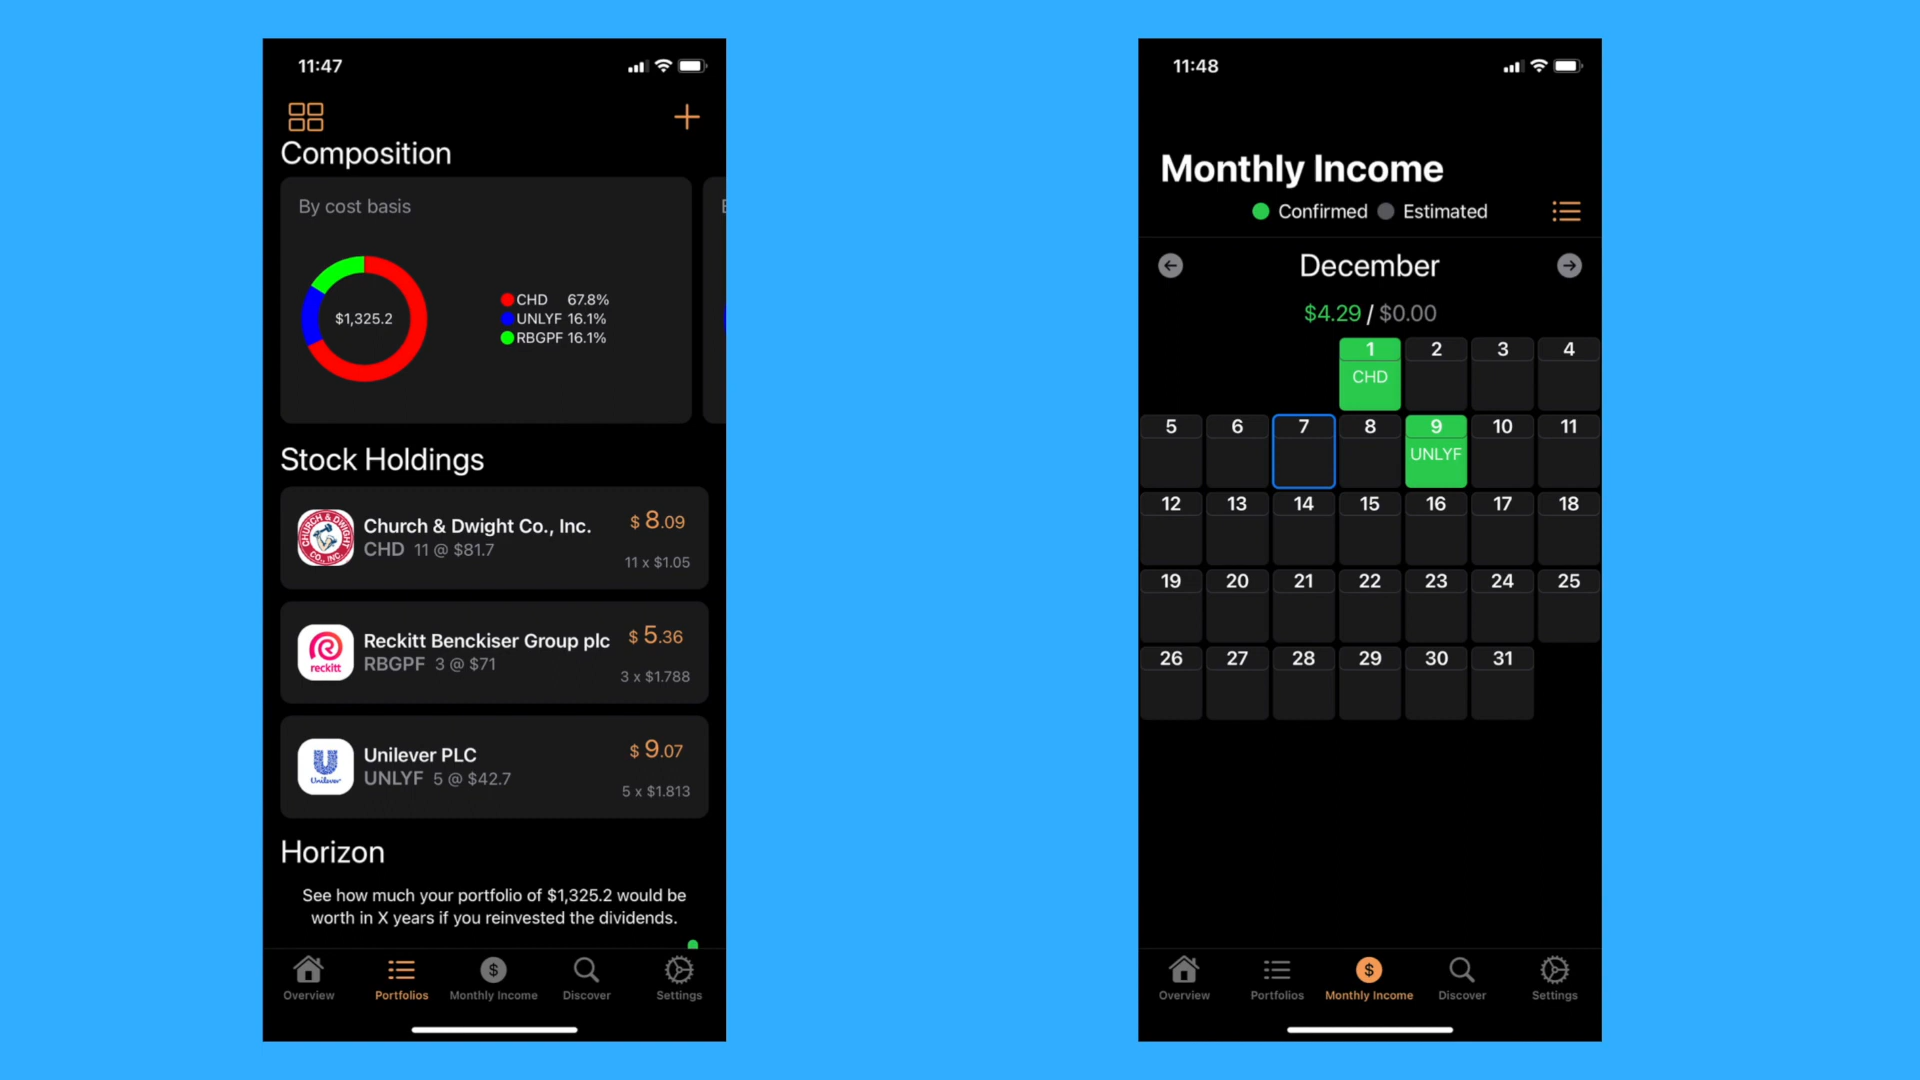 11:47
Composition
By cost basis
$1,325.2
CHD 67.8%
UNLYF 16.1%
RBGPF 16.1%
Stock Holdings
CHURCH & DWIGHT CO., INC.
Church & Dwight Co., Inc.
$ 8.09
CHD 11 @ $81.7
11 x $1.05
reckitt
Reckitt Benckiser Group plc
$ 5.36
RBGPF 3 @ $71
3 x $1.788
Unilever
Unilever PLC
$ 9.07
UNLYF 5 @ $42.7
5 x $1.813
Horizon
See how much your portfolio of $1,325.2 would be
worth in X years if you reinvested the dividends.
Overview Portfolios Monthly Income Discover Settings
11:48
Monthly Income
Confirmed Estimated
December
$4.29 / $0.00
1 2 3 4
CHD
5 6 7 8 9 10 11
UNLYF
12 13 14 15 16 17 18
19 20 21 22 23 24 25
26 27 28 29 30 31
Overview Portfolios Monthly Income Discover Settings